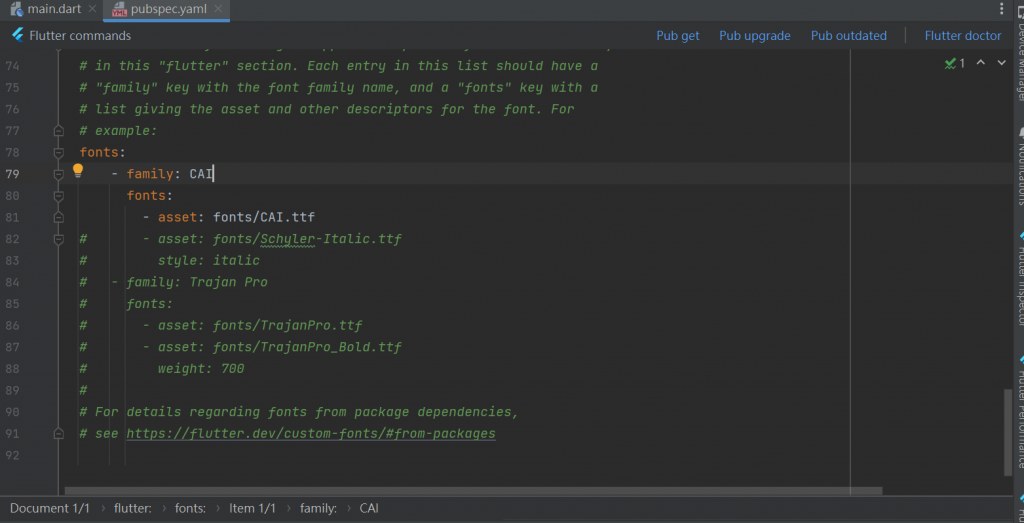 main.dart
pubspec.yaml
Flutter commands
Pub get
Pub upgrade
Pub outdated
Flutter doctor
74 # in this "flutter" section. Each entry in this list should have a
75 # "family" key with the font family name, and a "fonts" key with a
76 # list giving the asset and other descriptors for the font. For
77 # example:
78 fonts:
79 - family: CAI
80 fonts:
81 - asset: fonts/CAI.ttf
82 # - asset: fonts/Schyler-Italic.ttf
83 # style: italic
84 # - family: Trajan Pro
85 # fonts:
86 # - asset: fonts/TrajanPro.ttf
87 # - asset: fonts/TrajanPro_Bold.ttf
88 # weight: 700
89 #
90 # For details regarding fonts from package dependencies,
91 # see https://flutter.dev/custom-fonts/#from-packages
92
1
Device Manager
Notifications
Flutter Inspector
Flutter Performance
Document 1/1 › flutter: › fonts: › Item 1/1 › family: › CAI